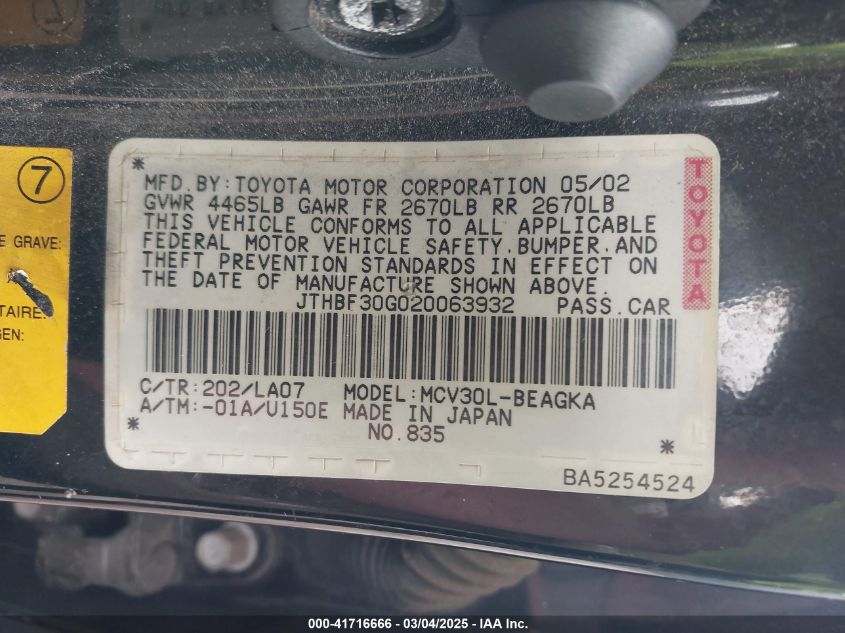 7
E GRAVE:
TAIRE:
GEN:
* MFD.BY:TOYOTA MOTOR CORPORATION 05/02
GVWR 4465LB GAWR FR 2670LB RR 2670LB
THIS VEHICLE CONFORMS TO ALL APPLICABLE
FEDERAL MOTOR VEHICLE SAFETY.BUMPER.AND
THEFT PREVENTION STANDARDS IN EFFECT ON
THE DATE OF MANUFACTURE SHOWN ABOVE.
JTHBF30G020063932 PASS.CAR
TOYOTA
C/TR:202/LA07 MODEL:MCV30L-BEAGKA
A/TM:-01A/U150E MADE IN JAPAN
* NO.835 *
BA5254524
000-41716666 - 03/04/2025 - IAA Inc.